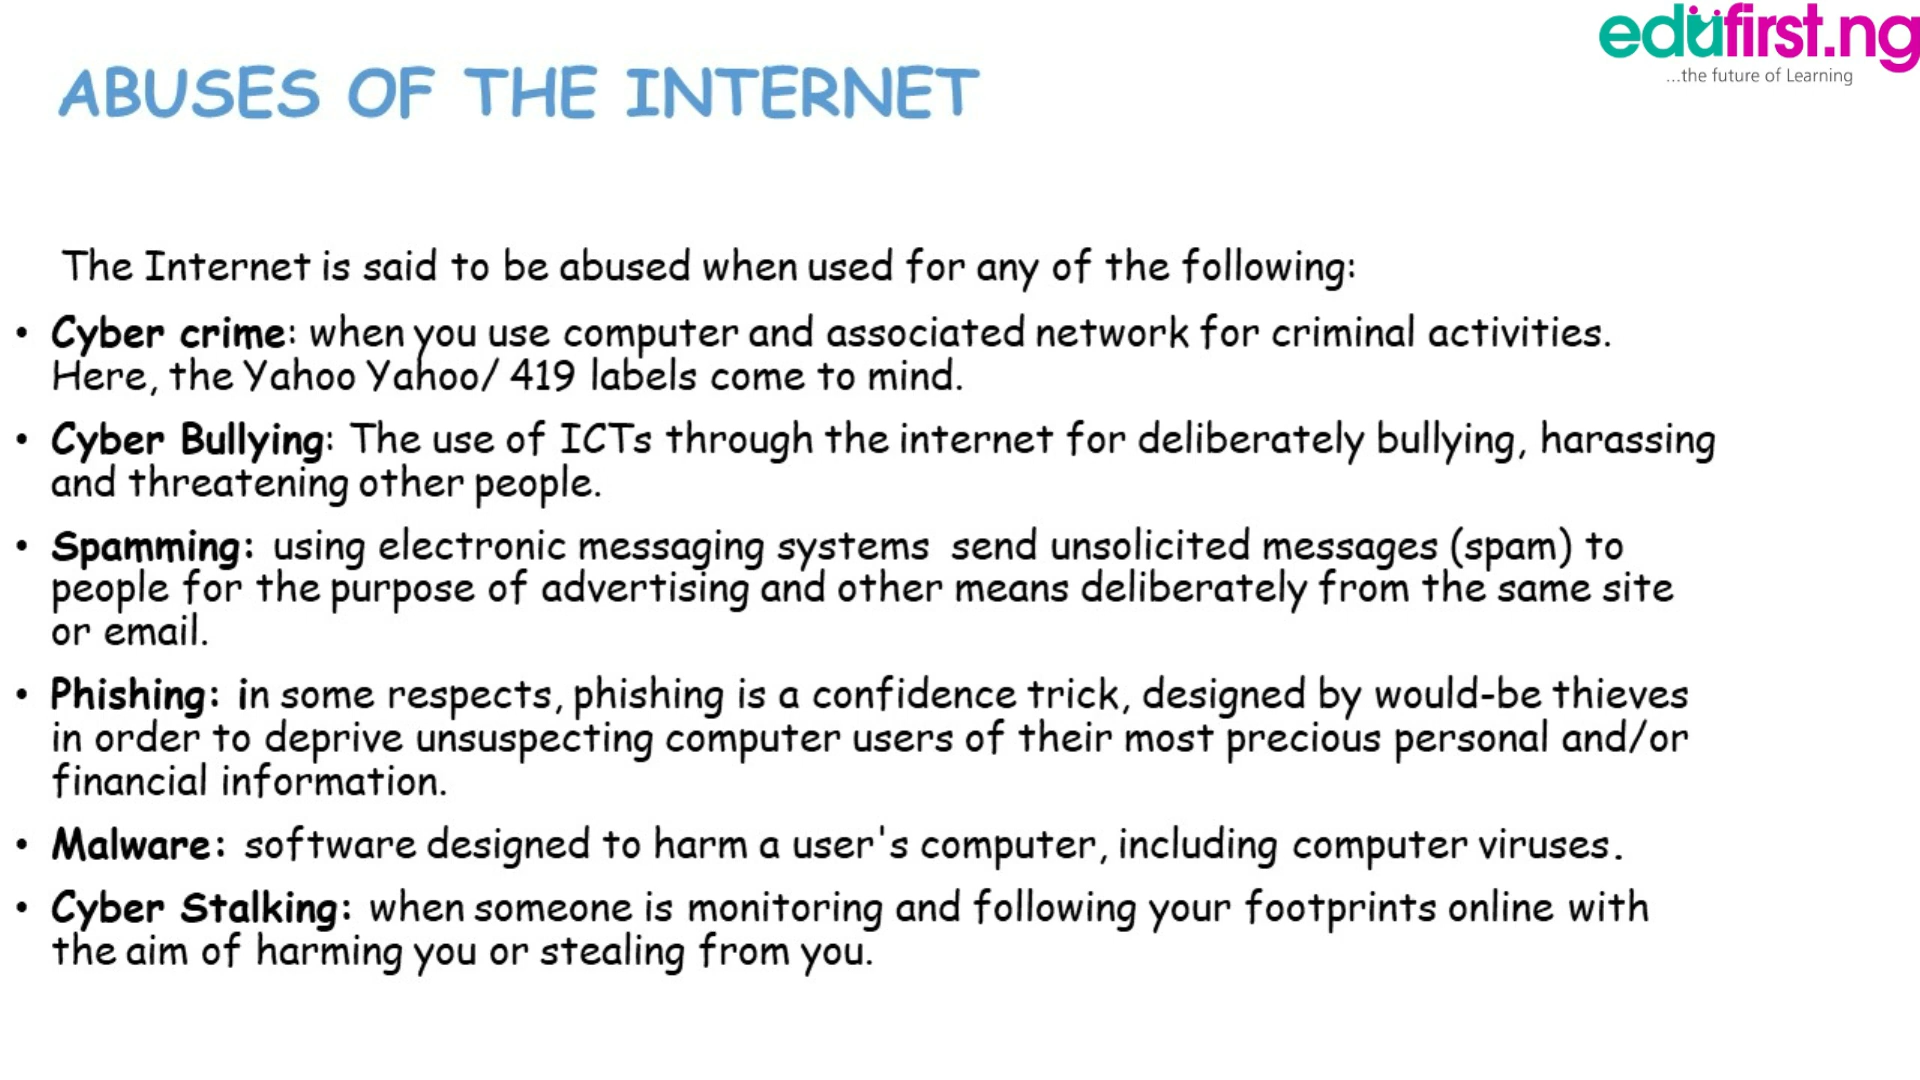 edufirst.ng
...the future of Learning
ABUSES OF THE INTERNET
The Internet is said to be abused when used for any of the following:
• Cyber crime: when you use computer and associated network for criminal activities.
Here, the Yahoo Yahoo/ 419 labels come to mind.
• Cyber Bullying: The use of ICTs through the internet for deliberately bullying, harassing
and threatening other people.
• Spamming: using electronic messaging systems send unsolicited messages (spam) to
people for the purpose of advertising and other means deliberately from the same site
or email.
• Phishing: in some respects, phishing is a confidence trick, designed by would-be thieves
in order to deprive unsuspecting computer users of their most precious personal and/or
financial information.
• Malware: software designed to harm a user's computer, including computer viruses.
• Cyber Stalking: when someone is monitoring and following your footprints online with
the aim of harming you or stealing from you.